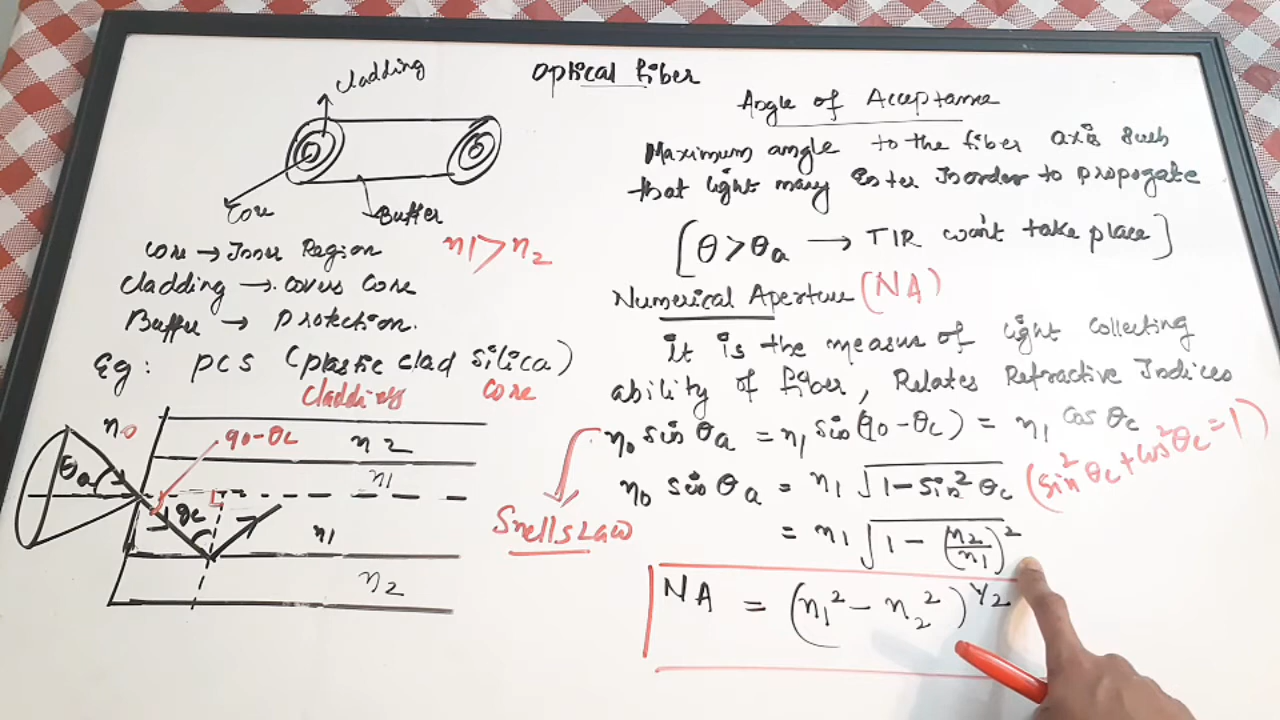 Optical fiber
cladding
Core
Buffer
Core → Inner Region
n1 > n2
Cladding → covers core
Buffer → Protection.
Eg: PCS (plastic clad silica)
Cladding core
n0
90-θc
n2
n1
θa
θc
n1
n2
Angle of Acceptance
Maximum angle to the fiber axis such
that light may Enter Inorder to propogate
[θ > θa → TIR won't take place]
Numerical Aperture (NA)
it is the measure of light collecting
ability of fiber, Relates Refractive Indices
n0 sin θa = n1 sin(90-θc) = n1 cos θc
n0 sin θa = n1 √1-sin²θc (sin²θc + cos²θc = 1)
Snells Law
= n1 √1-(n2/n1)²
NA = (n1² - n2²)^1/2